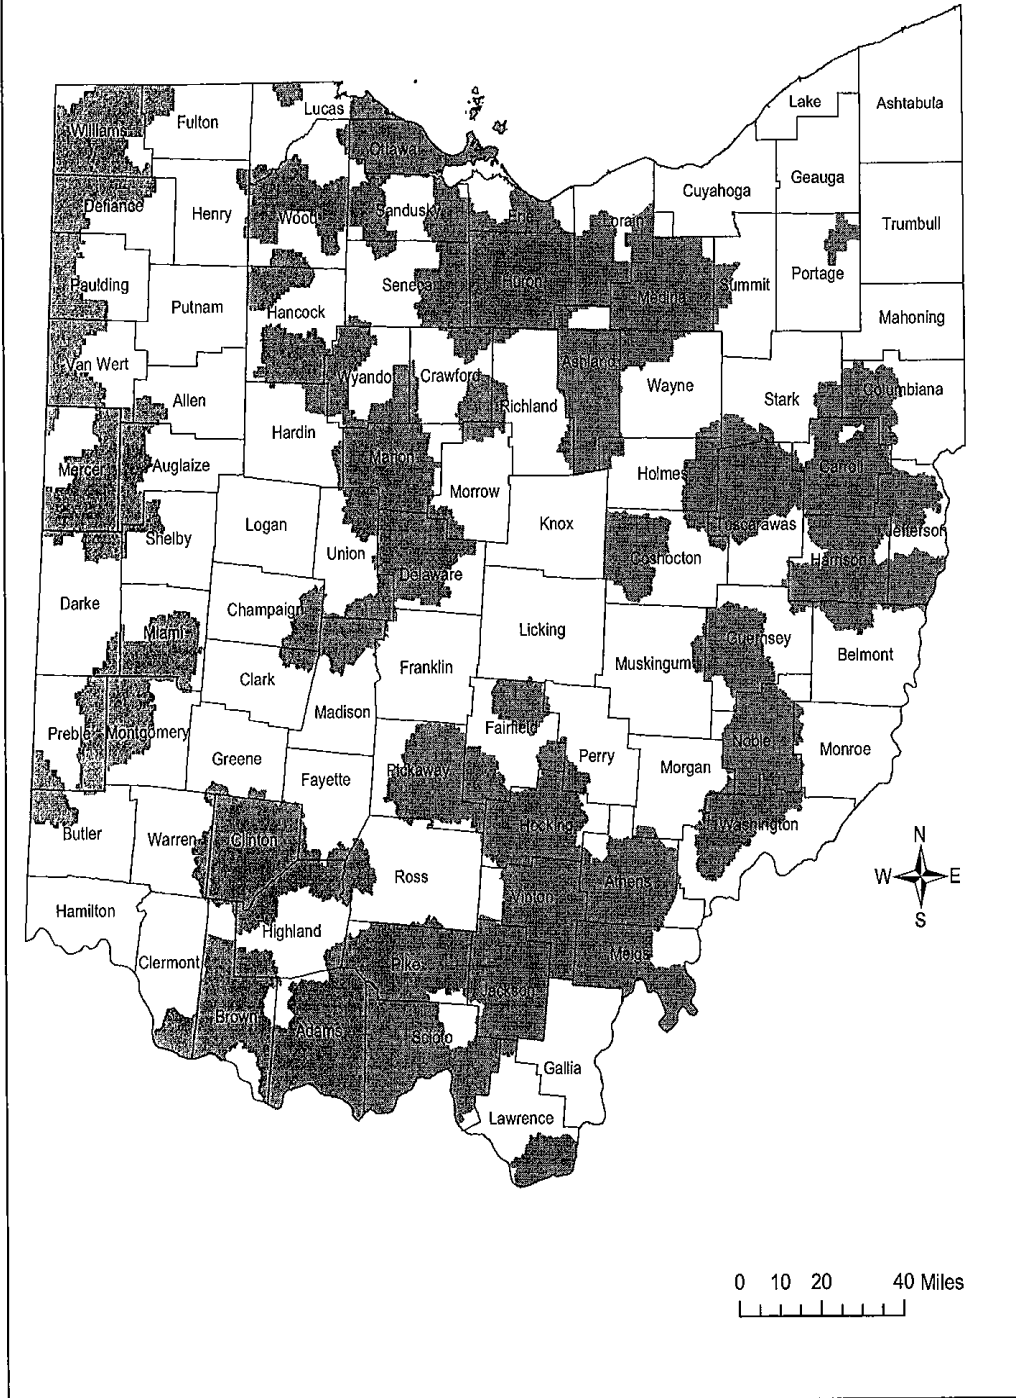 Lake
Ashtabula
Lucas
Fulton
Williams
Ottawa
Geauga
Cuyahoga
Defiance
Henry
Wood
Sandusky
Erie
Lorain
Trumbull
Portage
Paulding
Seneca
Huron
Summit
Medina
Putnam
Hancock
Mahoning
Van Wert
Ashland
Wyandot
Crawford
Wayne
Columbiana
Allen
Stark
Richland
Hardin
Marion
Mercer
Auglaize
Carroll
Holmes
Morrow
Logan
Knox
Tuscarawas
Jefferson
Shelby
Union
Coshocton
Harrison
Delaware
Darke
Champaign
Miami
Licking
Guernsey
Belmont
Franklin
Muskingum
Clark
Madison
Preble
Montgomery
Fairfield
Noble
Monroe
Greene
Perry
Morgan
Pickaway
Fayette
Butler
Warren
Clinton
Hocking
Washington
N
W
E
S
Ross
Athens
Vinton
Hamilton
Highland
Meigs
Clermont
Pike
Jackson
Brown
Adams
Scioto
Gallia
Lawrence
0 10 20 40 Miles